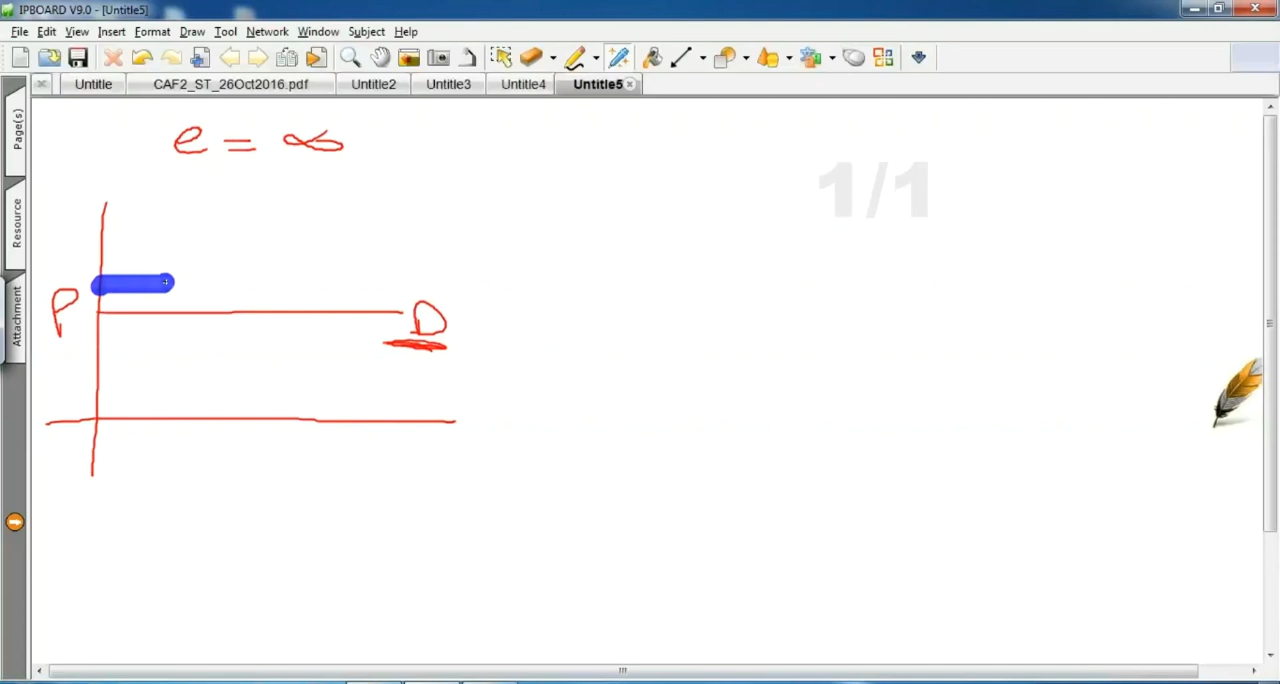 IPBOARD V9.0 - [Untitle5]
File Edit View Insert Format Draw Tool Network Window Subject Help
Untitle CAF2_ST_26Oct2016.pdf Untitle2 Untitle3 Untitle4 Untitle5
Page(s)
Resource
Attachment
e = ∞
1/1
P
D